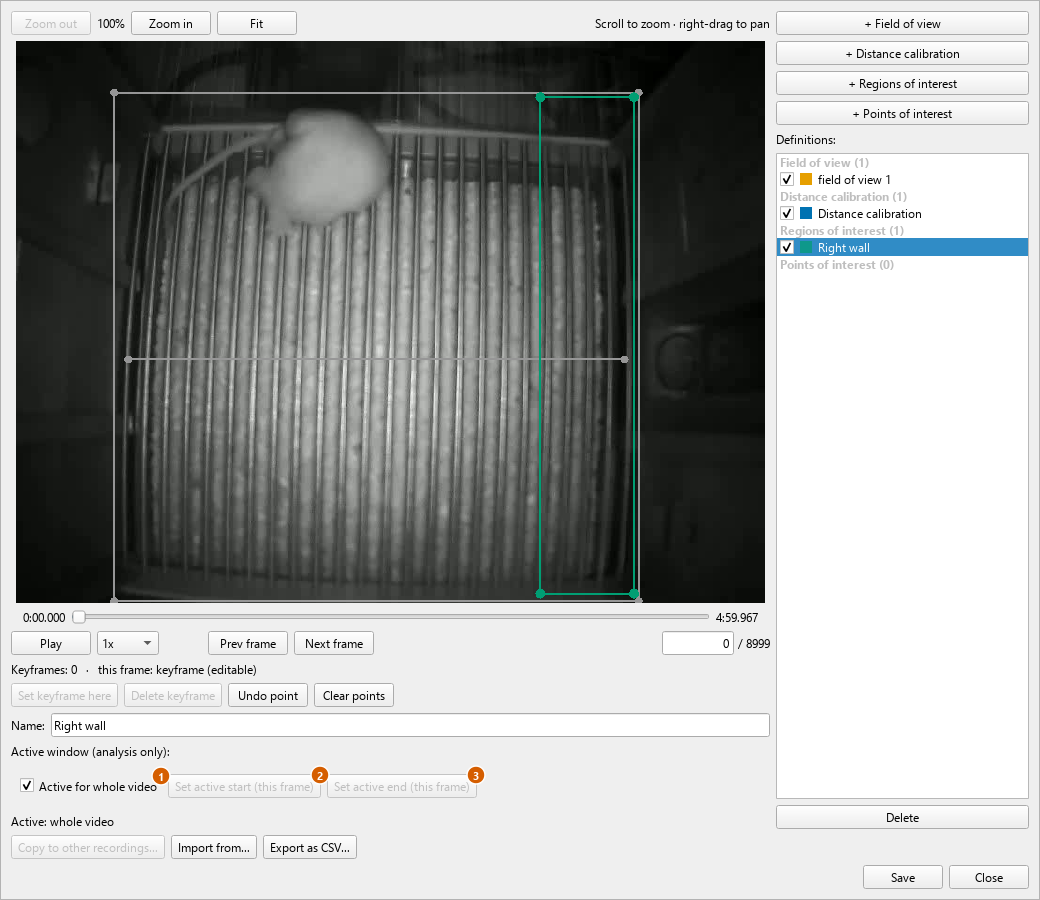 Zoom out 100% Zoom in Fit Scroll to zoom · right-drag to pan
+ Field of view
+ Distance calibration
+ Regions of interest
+ Points of interest
Definitions:
Field of view (1)
field of view 1
Distance calibration (1)
Distance calibration
Regions of interest (1)
Right wall
Points of interest (0)
0:00.000 4:59.967
Play 1x Prev frame Next frame 0 / 8999
Keyframes: 0 · this frame: keyframe (editable)
Set keyframe here Delete keyframe Undo point Clear points
Name: Right wall
Active window (analysis only):
Active for whole video 1 Set active start (this frame) 2 Set active end (this frame) 3
Active: whole video
Copy to other recordings... Import from... Export as CSV...
Delete
Save Close